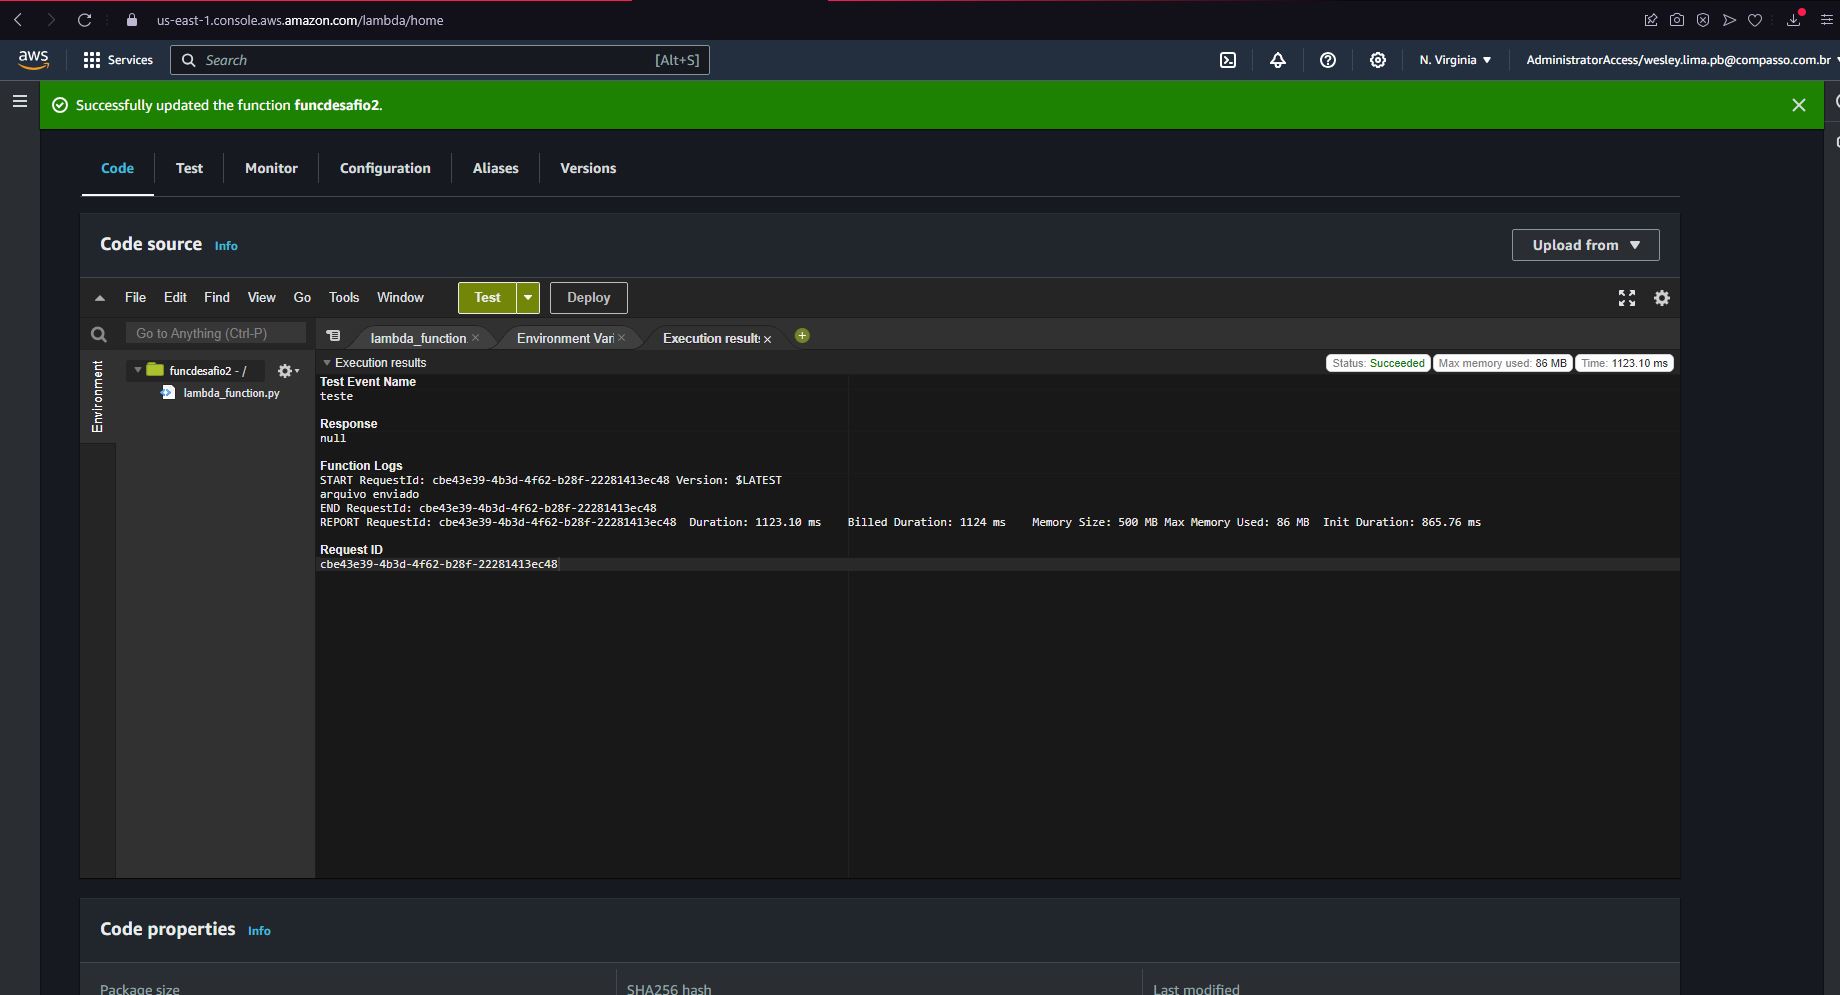 us-east-1.console.aws.amazon.com/lambda/home
aws
Services
Search
[Alt+S]
N. Virginia
AdministratorAccess/wesley.lima.pb@compasso.com.br
Successfully updated the function funcdesafio2.
Code
Test
Monitor
Configuration
Aliases
Versions
Code source Info
Upload from
File Edit Find View Go Tools Window
Test
Deploy
Go to Anything (Ctrl-P)
lambda_function.
Environment Vari
Execution results
Environment
funcdesafio2 - /
lambda_function.py
Execution results
Status: Succeeded
Max memory used: 86 MB
Time: 1123.10 ms
Test Event Name
teste
Response
null
Function Logs
START RequestId: cbe43e39-4b3d-4f62-b28f-22281413ec48 Version: $LATEST
arquivo enviado
END RequestId: cbe43e39-4b3d-4f62-b28f-22281413ec48
REPORT RequestId: cbe43e39-4b3d-4f62-b28f-22281413ec48 Duration: 1123.10 ms Billed Duration: 1124 ms Memory Size: 500 MB Max Memory Used: 86 MB Init Duration: 865.76 ms
Request ID
cbe43e39-4b3d-4f62-b28f-22281413ec48
Code properties Info
Package size
SHA256 hash
Last modified